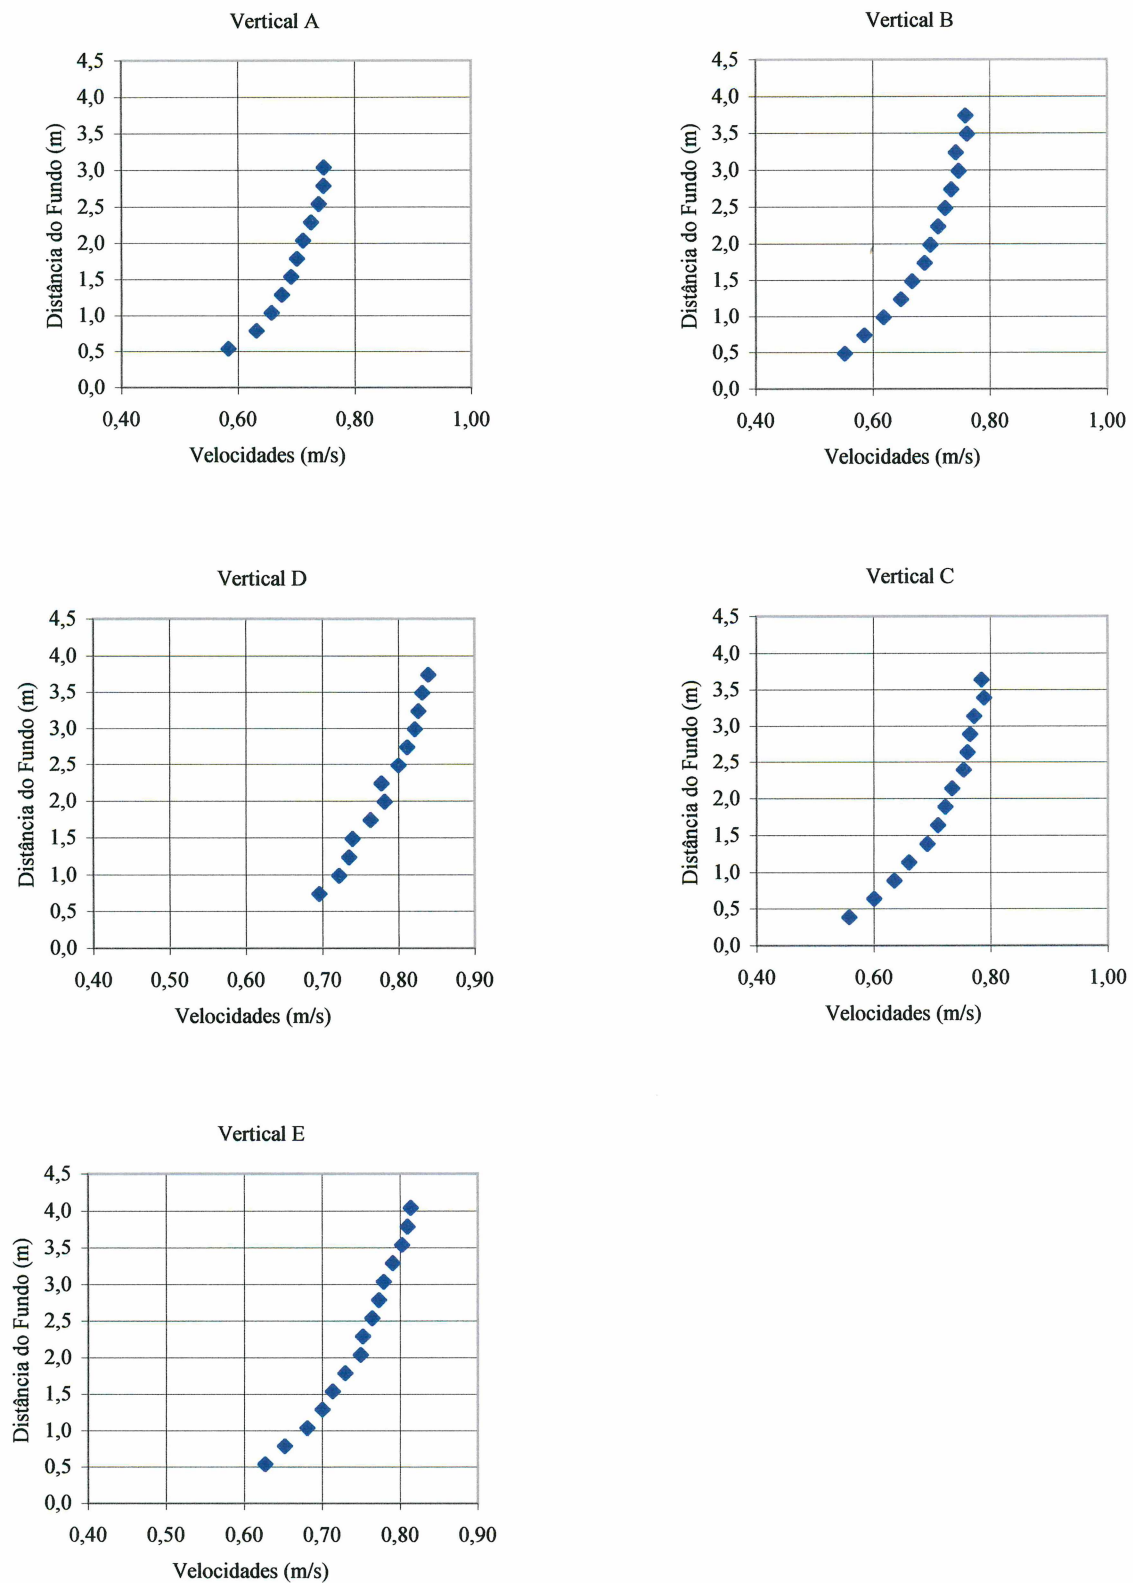 Vertical A
4,5
4,0
3,5
3,0
2,5
2,0
1,5
1,0
0,5
0,0
Distância do Fundo (m)
0,40 0,60 0,80 1,00
Velocidades (m/s)
Vertical B
4,5
4,0
3,5
3,0
2,5
2,0
1,5
1,0
0,5
0,0
Distância do Fundo (m)
0,40 0,60 0,80 1,00
Velocidades (m/s)
Vertical D
4,5
4,0
3,5
3,0
2,5
2,0
1,5
1,0
0,5
0,0
Distância do Fundo (m)
0,40 0,50 0,60 0,70 0,80 0,90
Velocidades (m/s)
Vertical C
4,5
4,0
3,5
3,0
2,5
2,0
1,5
1,0
0,5
0,0
Distância do Fundo (m)
0,40 0,60 0,80 1,00
Velocidades (m/s)
Vertical E
4,5
4,0
3,5
3,0
2,5
2,0
1,5
1,0
0,5
0,0
Distância do Fundo (m)
0,40 0,50 0,60 0,70 0,80 0,90
Velocidades (m/s)